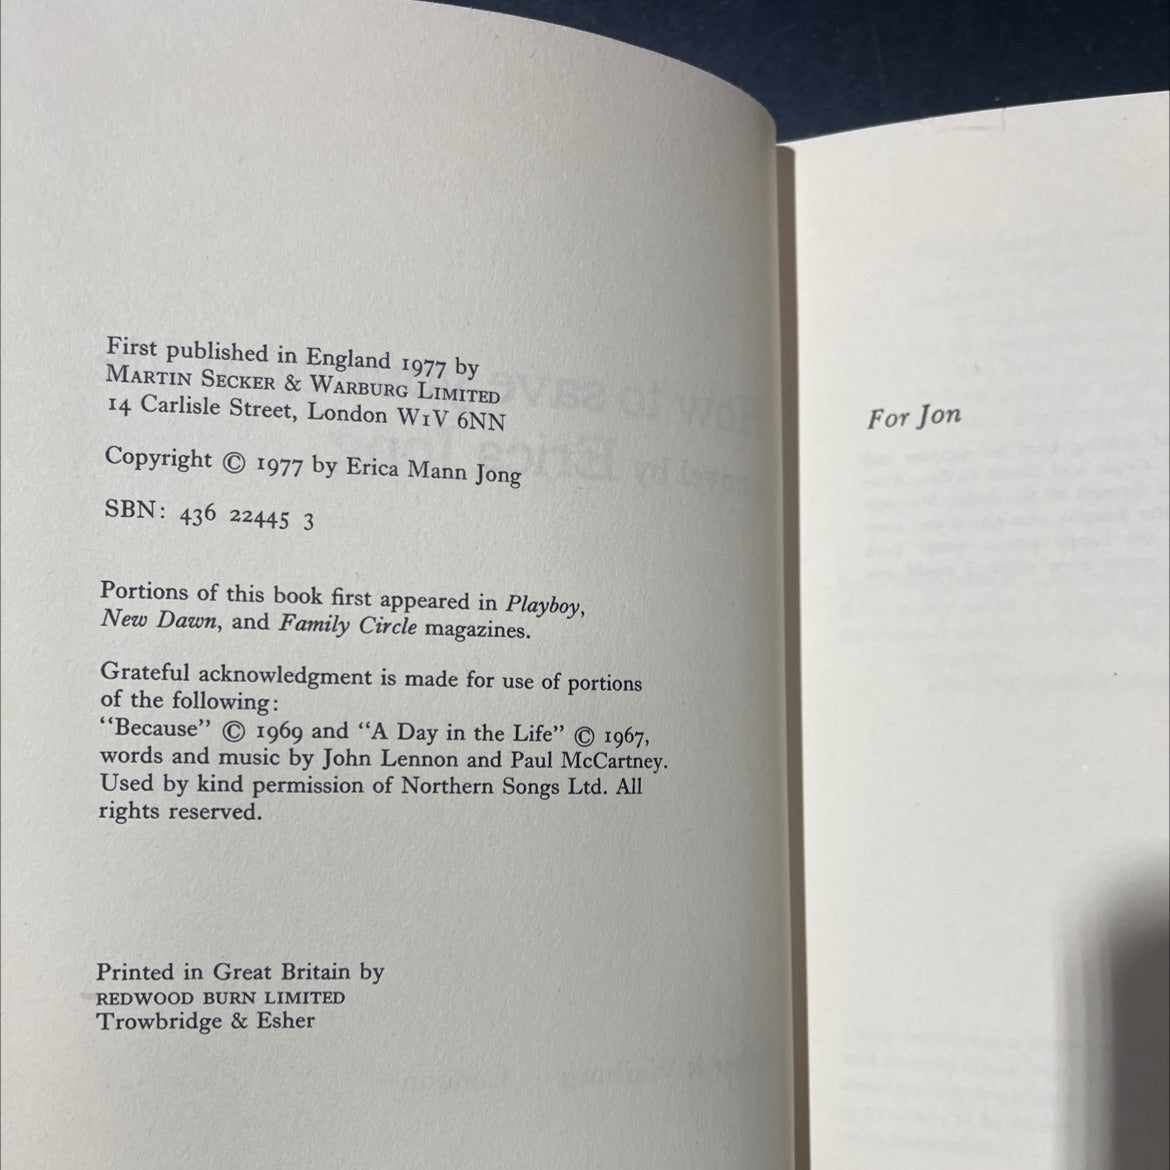 First published in England 1977 by
MARTIN SECKER & WARBURG LIMITED
14 Carlisle Street, London W1V 6NN
Copyright © 1977 by Erica Mann Jong
SBN: 436 22445 3
Portions of this book first appeared in Playboy,
New Dawn, and Family Circle magazines.
Grateful acknowledgment is made for use of portions
of the following:
“Because” © 1969 and “A Day in the Life” © 1967,
words and music by John Lennon and Paul McCartney.
Used by kind permission of Northern Songs Ltd. All
rights reserved.
Printed in Great Britain by
REDWOOD BURN LIMITED
Trowbridge & Esher
For Jon